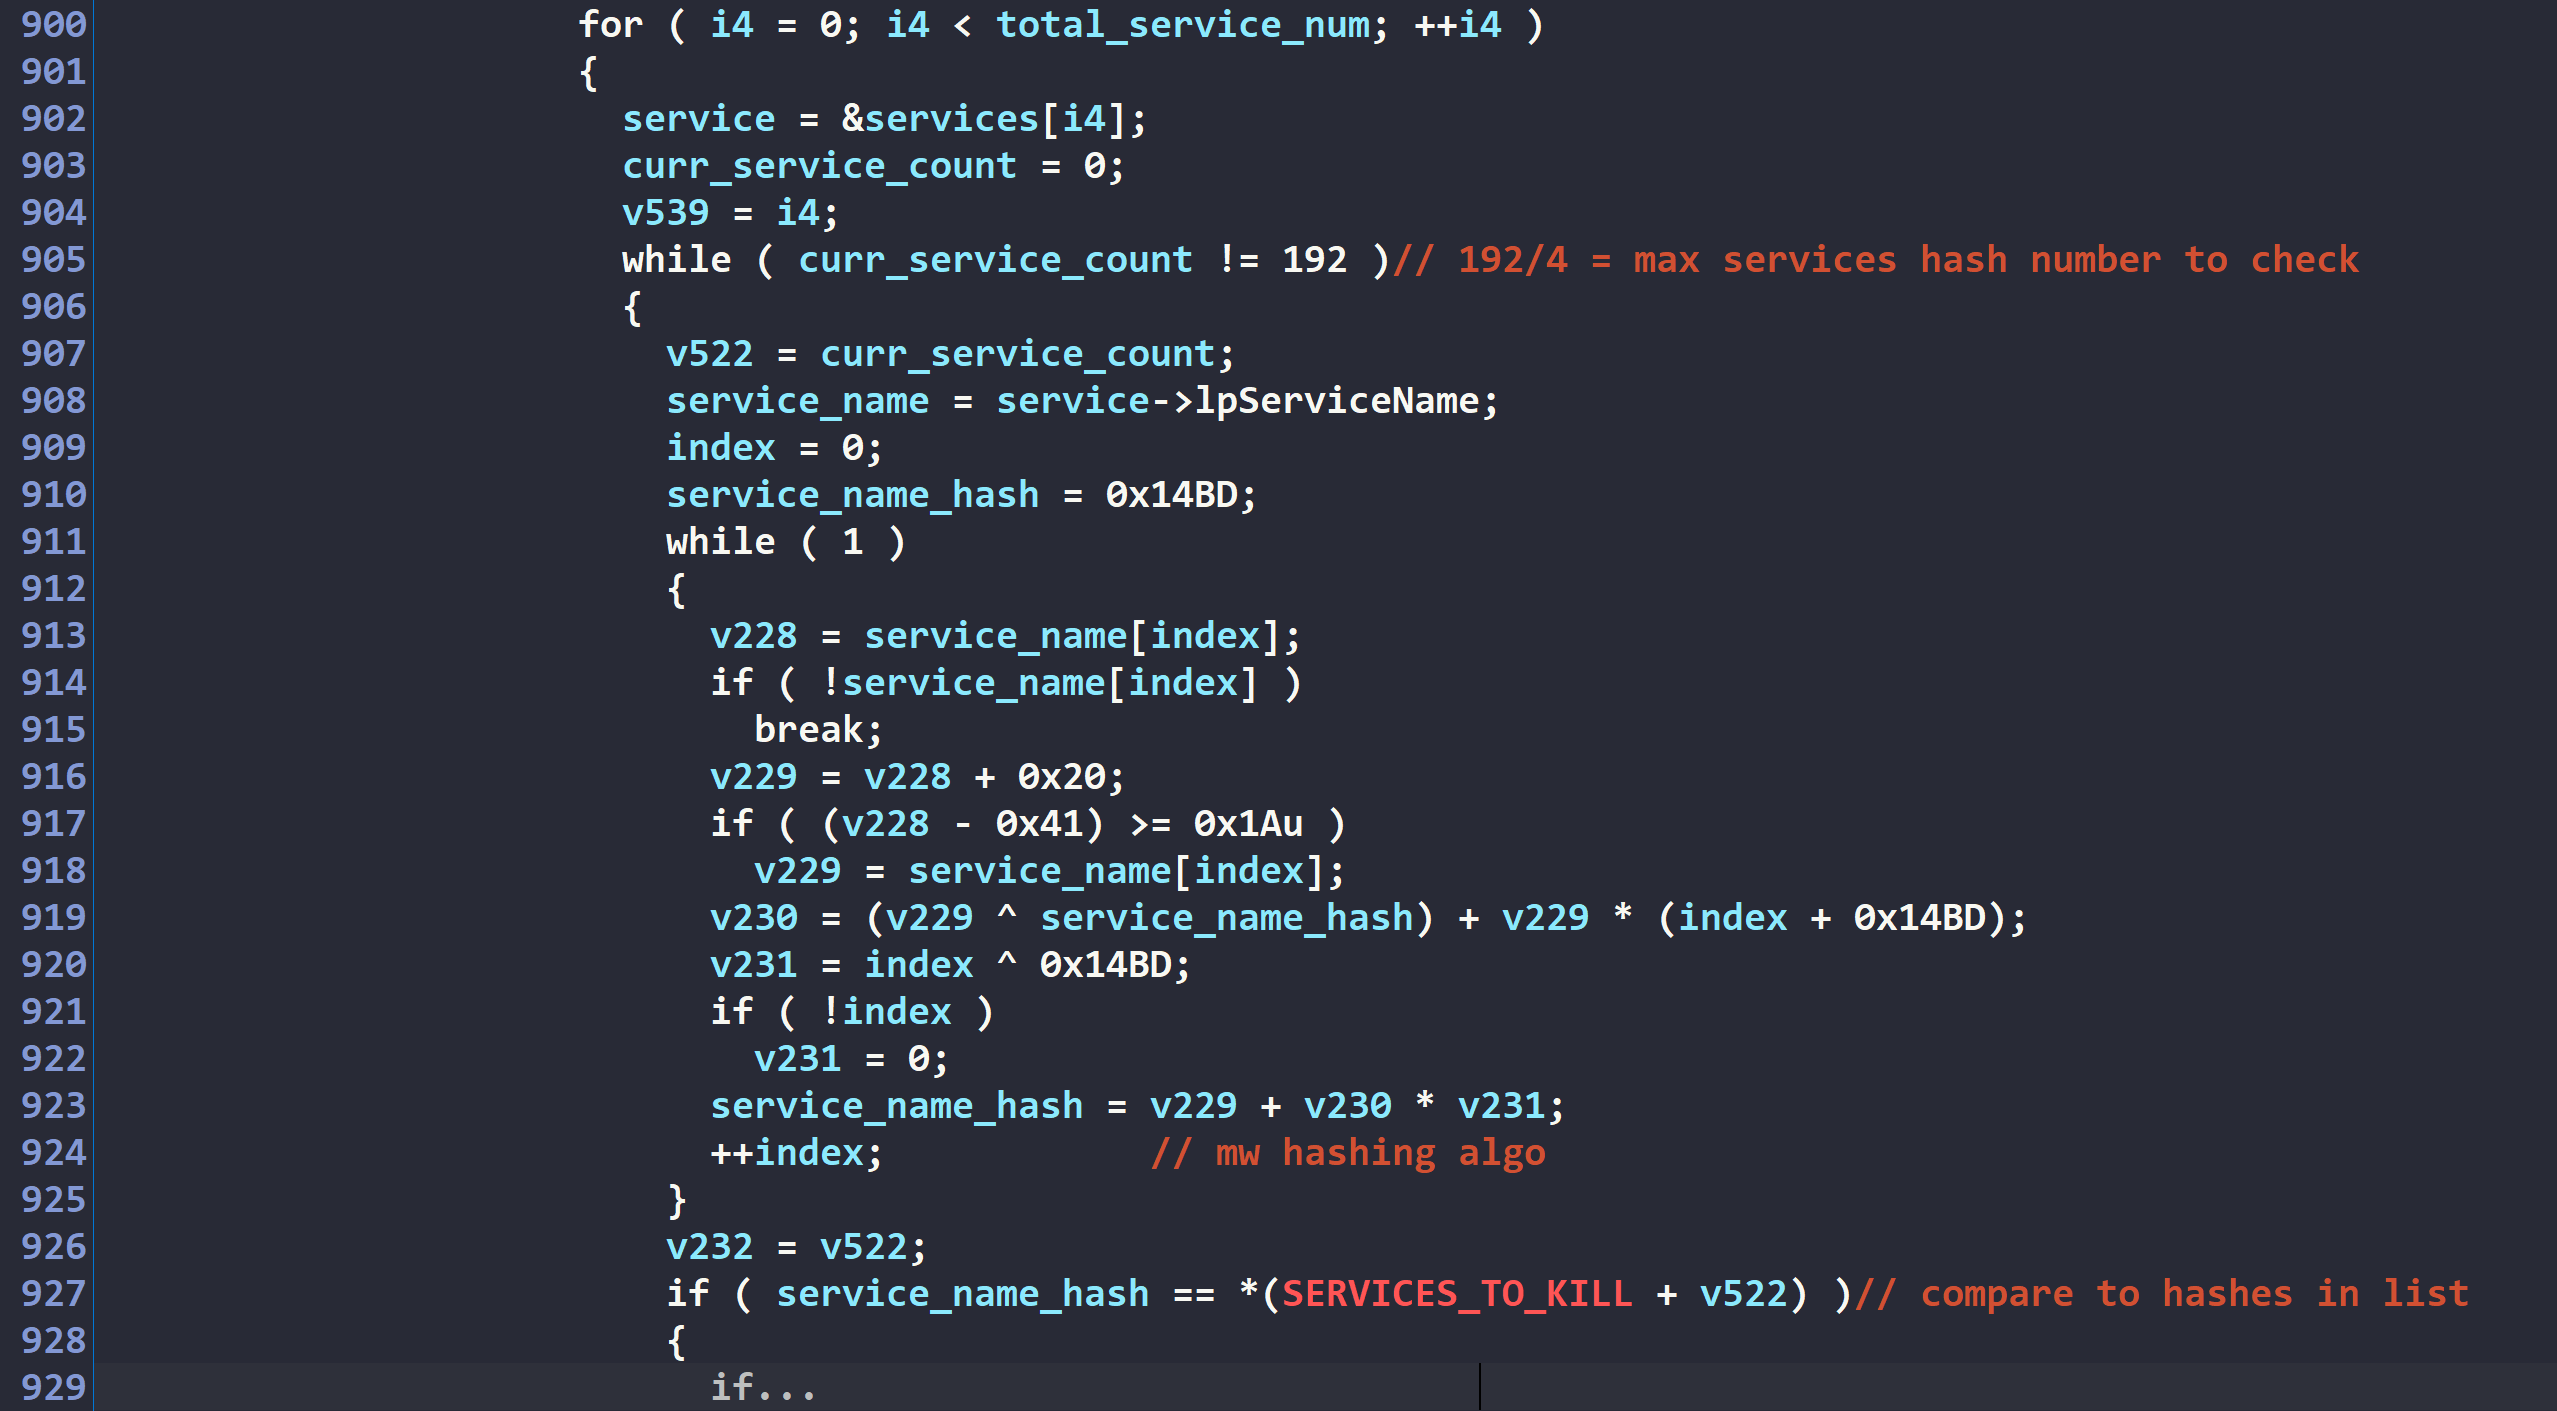 900 for ( i4 = 0; i4 < total_service_num; ++i4 )
901 {
902 service = &services[i4];
903 curr_service_count = 0;
904 v539 = i4;
905 while ( curr_service_count != 192 )// 192/4 = max services hash number to check
906 {
907 v522 = curr_service_count;
908 service_name = service->lpServiceName;
909 index = 0;
910 service_name_hash = 0x14BD;
911 while ( 1 )
912 {
913 v228 = service_name[index];
914 if ( !service_name[index] )
915 break;
916 v229 = v228 + 0x20;
917 if ( (v228 - 0x41) >= 0x1Au )
918 v229 = service_name[index];
919 v230 = (v229 ^ service_name_hash) + v229 * (index + 0x14BD);
920 v231 = index ^ 0x14BD;
921 if ( !index )
922 v231 = 0;
923 service_name_hash = v229 + v230 * v231;
924 ++index; // mw hashing algo
925 }
926 v232 = v522;
927 if ( service_name_hash == *(SERVICES_TO_KILL + v522) )// compare to hashes in list
928 {
929 if...